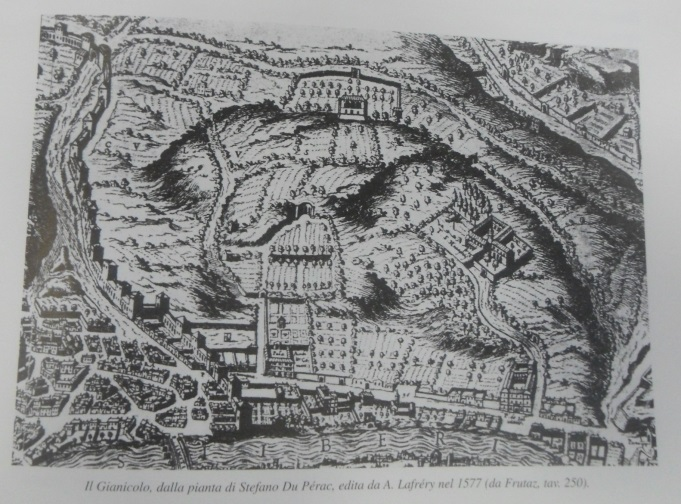 T I B E R I S
Il Gianicolo, dalla pianta di Stefano Du Pérac, edita da A. Lafréry nel 1577 (da Frutaz, tav. 250).